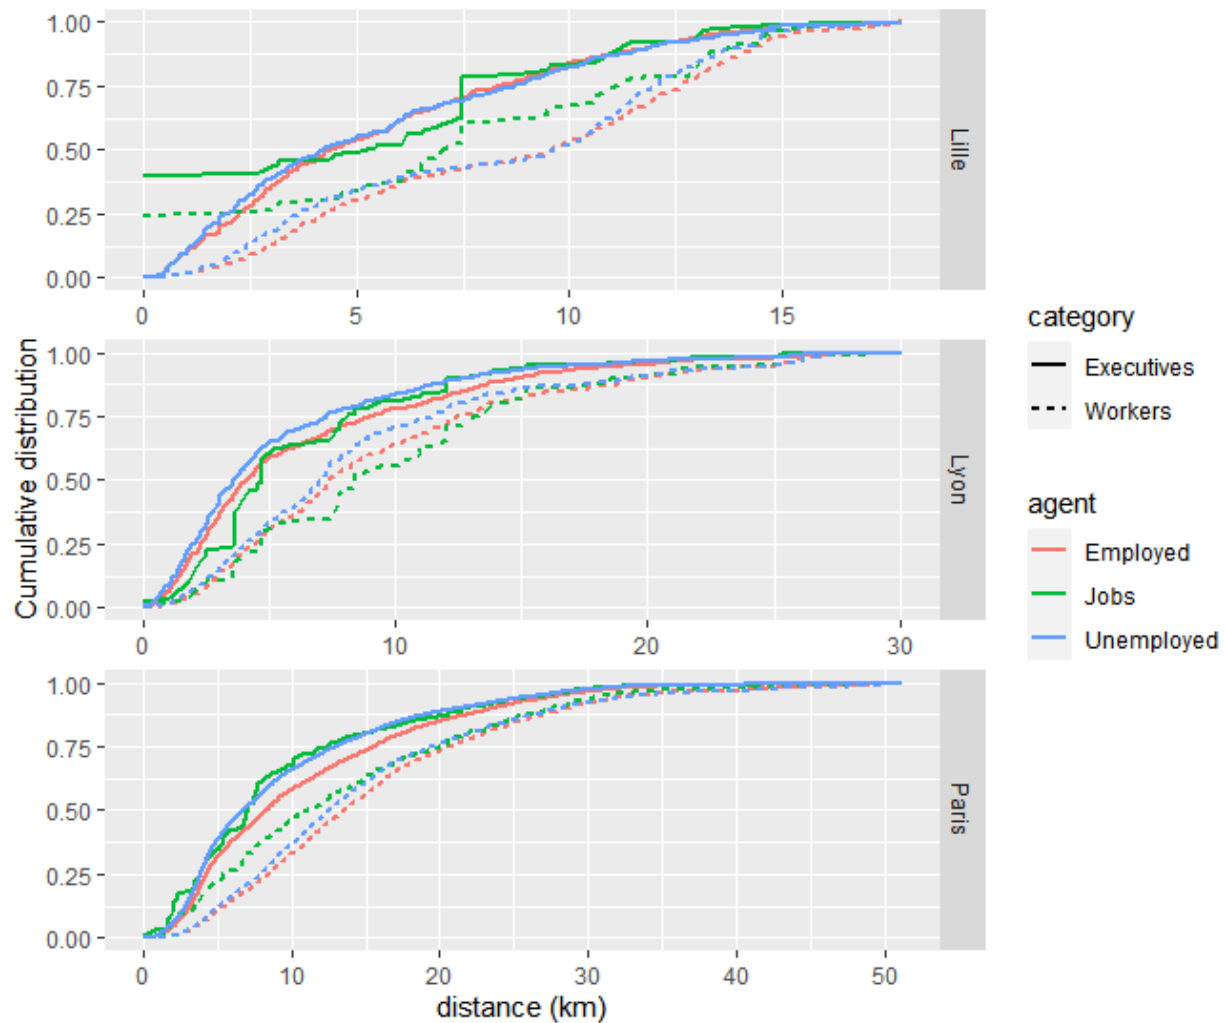 1.00
0.75
0.50
0.25
0.00
0 5 10 15
Lille
1.00
0.75
0.50
0.25
0.00
0 10 20 30
Lyon
1.00
0.75
0.50
0.25
0.00
0 10 20 30 40 50
Paris
distance (km)
Cumulative distribution
category
Executives
Workers
agent
Employed
Jobs
Unemployed